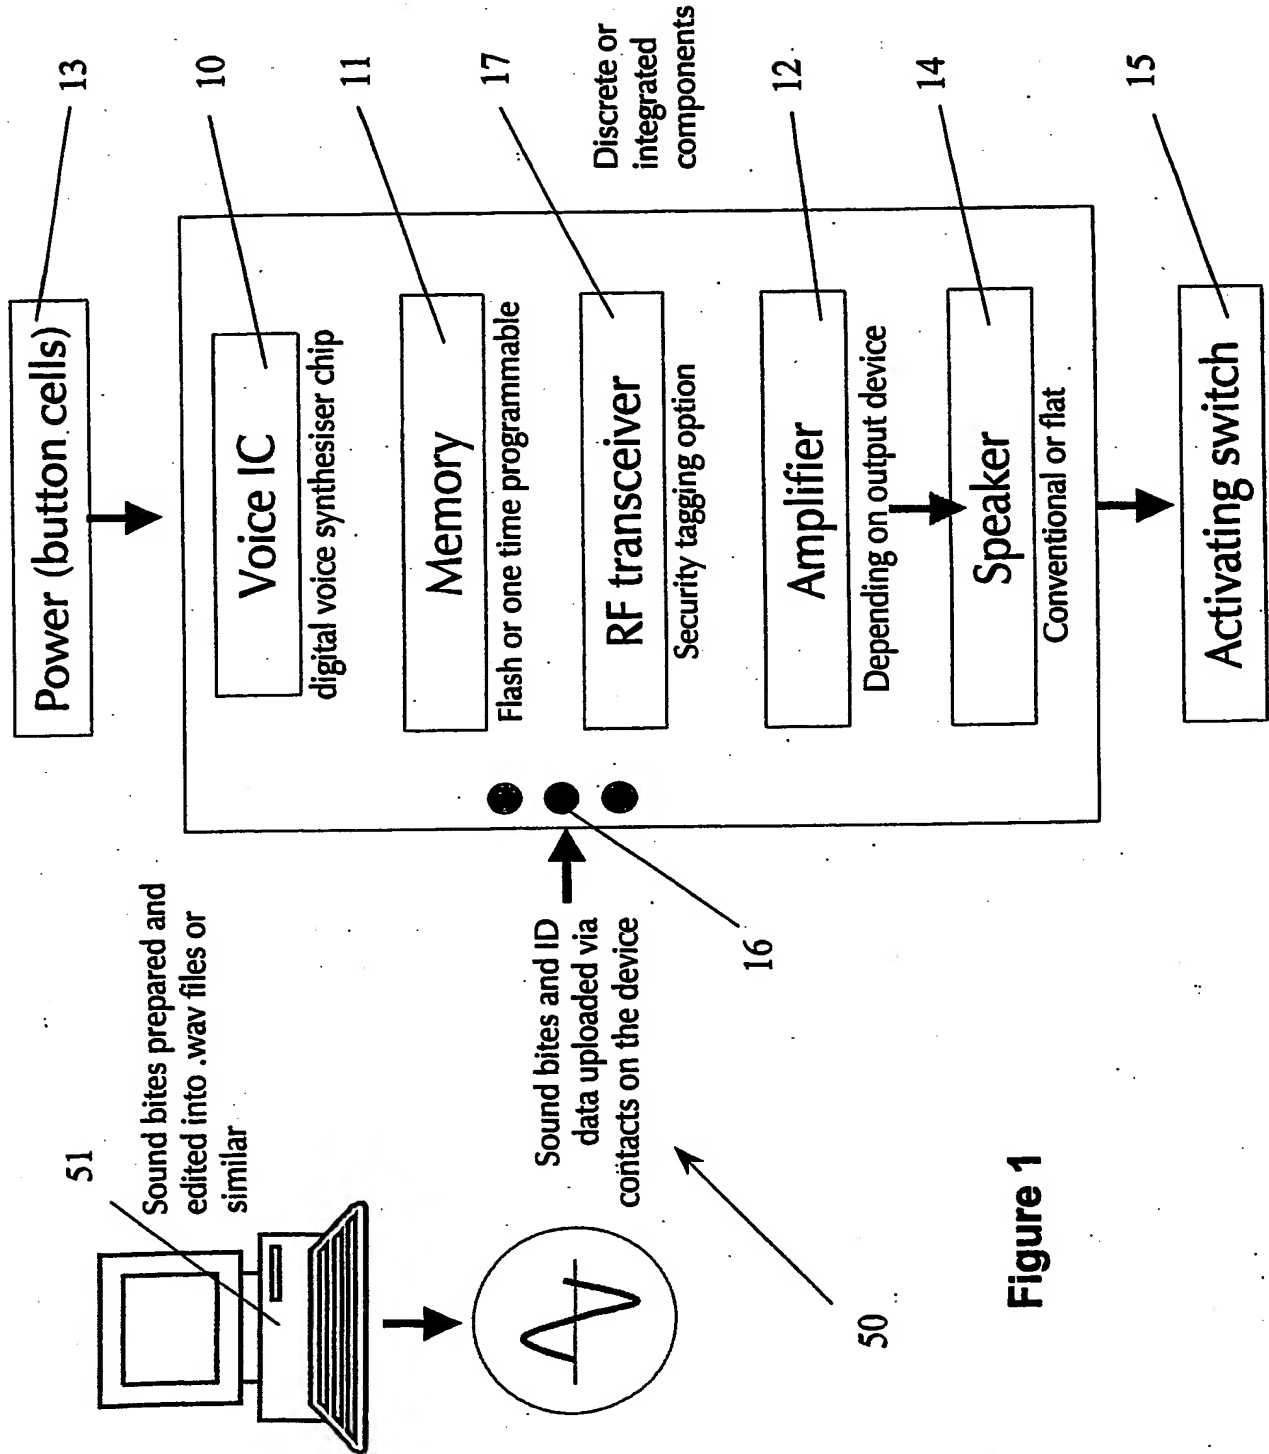 51
Sound bites prepared and
edited into .wav files or
similar
Sound bites and ID
data uploaded via
contacts on the device
50
16
Power (button cells)
13
Voice IC
digital voice synthesiser chip
10
Memory
Flash or one time programmable
11
RF transceiver
Security tagging option
17
Discrete or
integrated
components
Amplifier
Depending on output device
12
Speaker
Conventional or flat
14
Activating switch
15
Figure 1